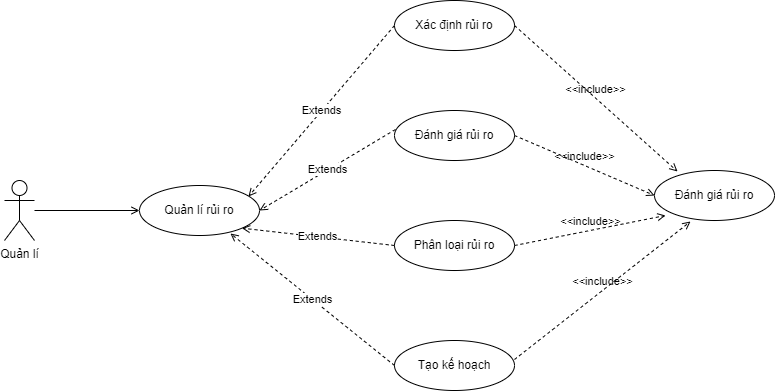 Xác định rủi ro
<<include>>
Extends
Đánh giá rủi ro
<<include>>
Extends
Đánh giá rủi ro
Quản lí rủi ro
<<include>>
Extends
Phân loại rủi ro
Quản lí
<<include>>
Extends
Tạo kế hoạch